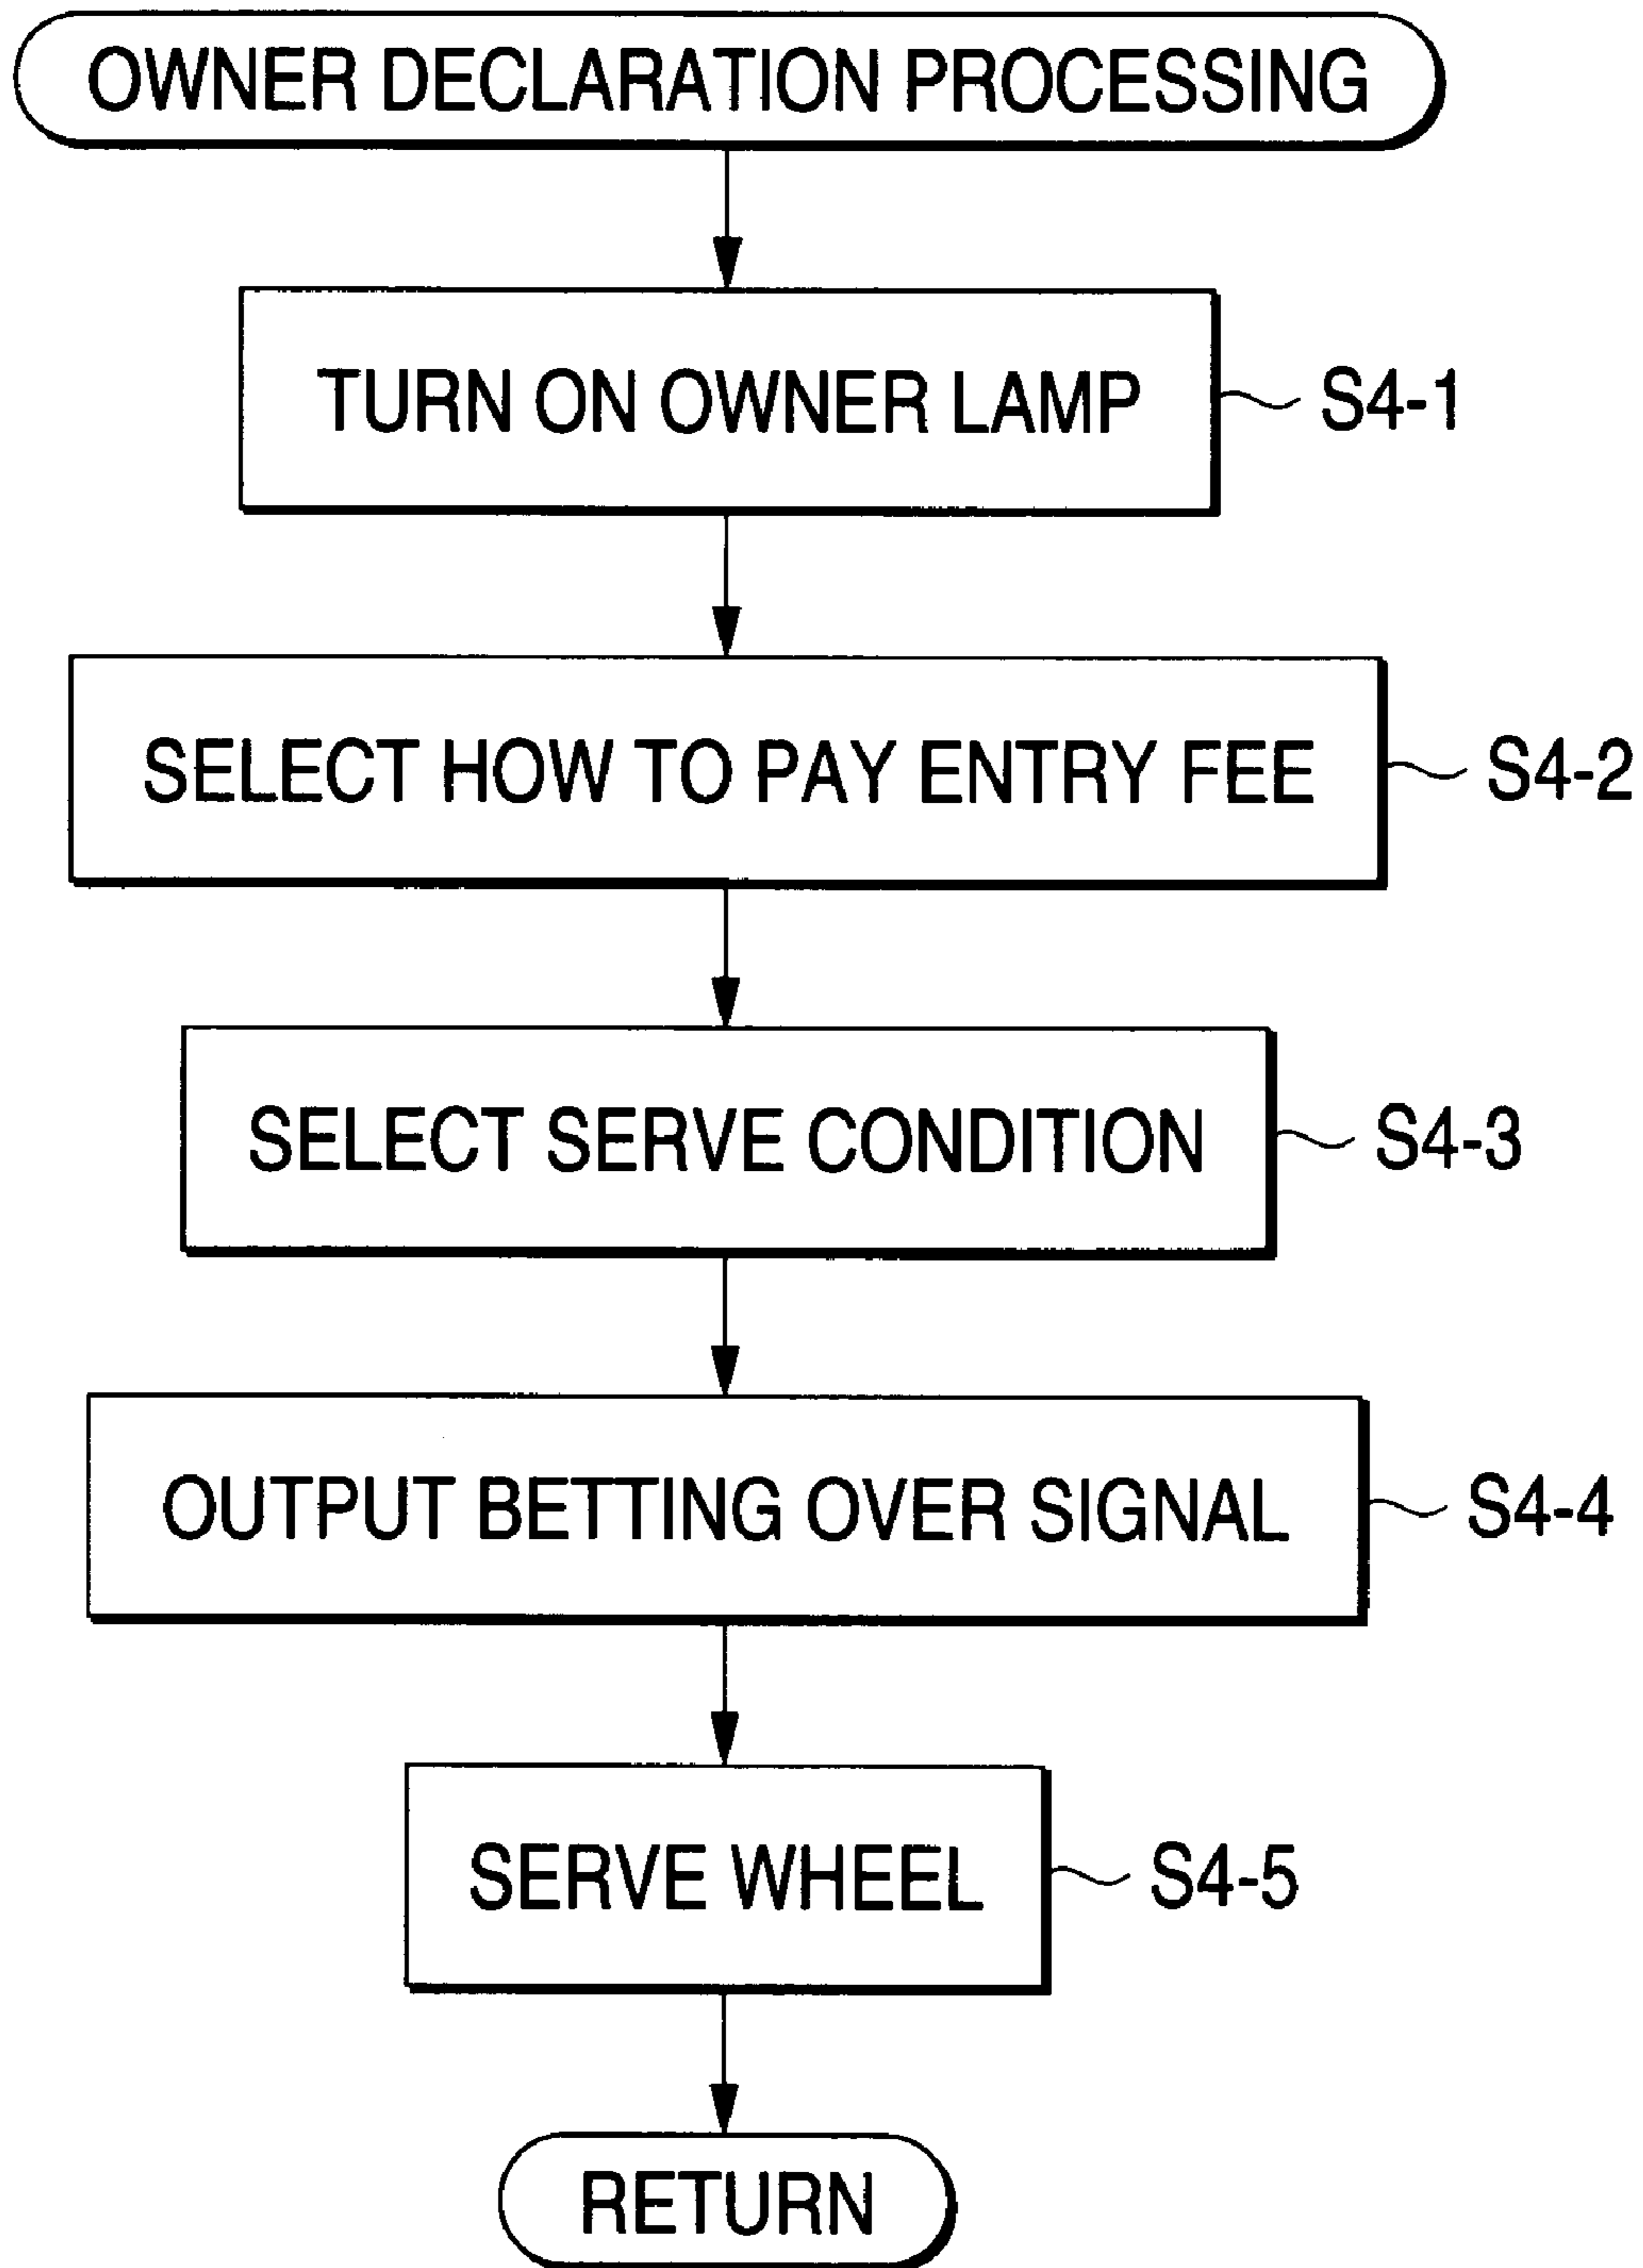 OWNER DECLARATION PROCESSING
TURN ON OWNER LAMP
S4-1
SELECT HOW TO PAY ENTRY FEE
S4-2
SELECT SERVE CONDITION
S4-3
OUTPUT BETTING OVER SIGNAL
S4-4
SERVE WHEEL
S4-5
RETURN